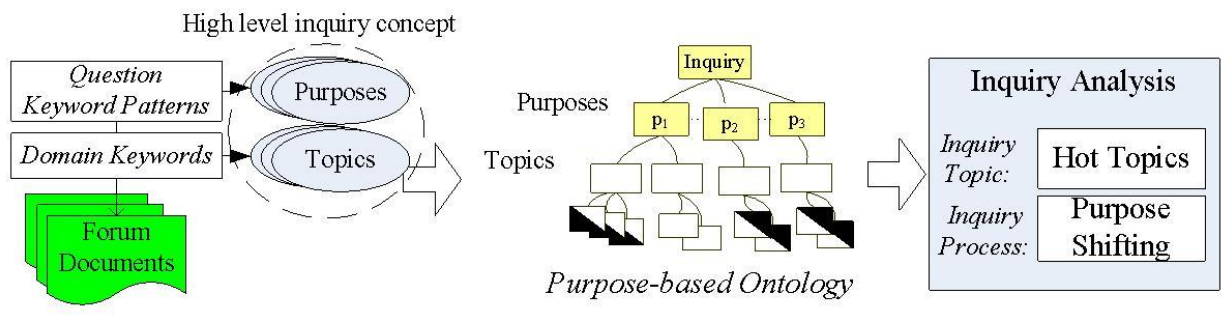 High level inquiry concept
Question
Keyword Patterns
Domain Keywords
Forum
Documents
Purposes
Topics
Inquiry
Purposes
p1
p2
p3
Topics
Purpose-based Ontology
Inquiry Analysis
Inquiry
Topic:
Hot Topics
Inquiry
Process:
Purpose
Shifting